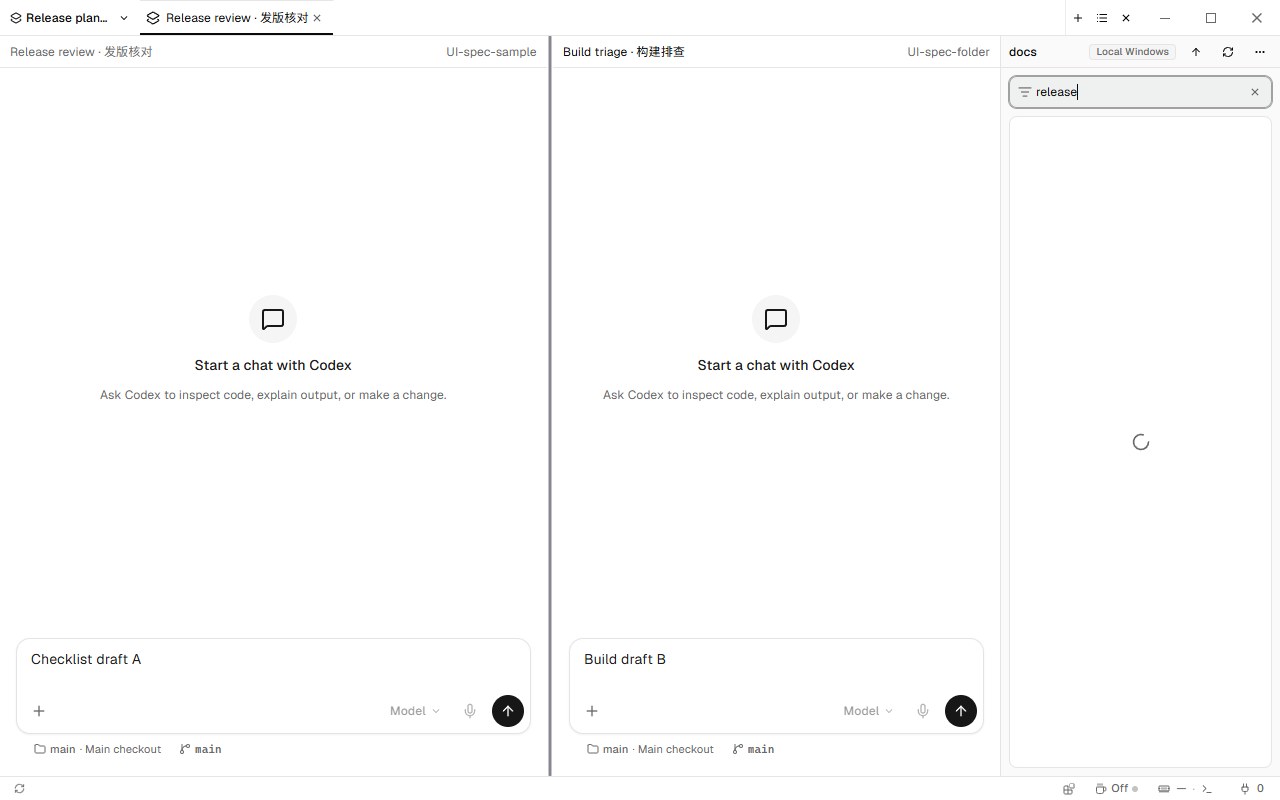 Release plan...
Release review · 发版核对
Release review · 发版核对
UI-spec-sample
Build triage · 构建排查
UI-spec-folder
docs
Local Windows
release
Start a chat with Codex
Ask Codex to inspect code, explain output, or make a change.
Start a chat with Codex
Ask Codex to inspect code, explain output, or make a change.
Checklist draft A
Model
main · Main checkout
main
Build draft B
Model
main · Main checkout
main
Off
0